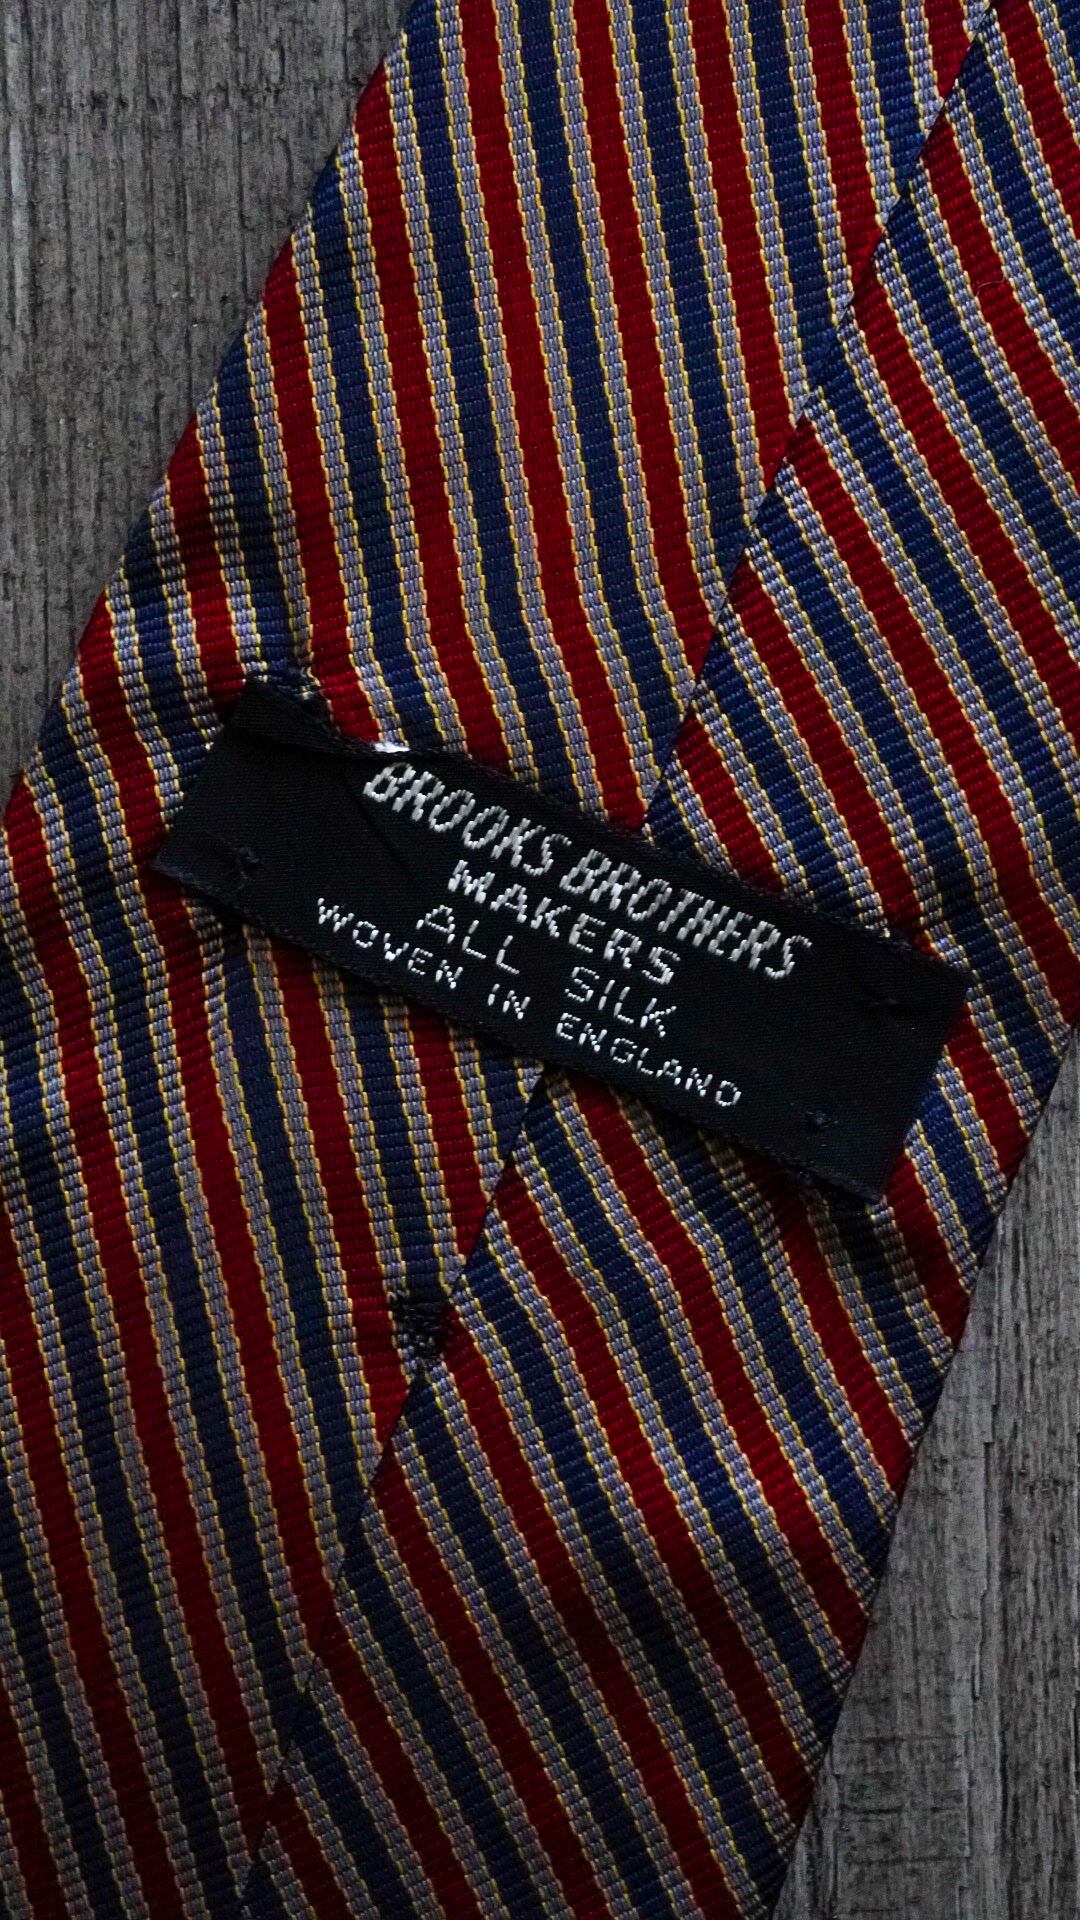 BROOKS BROTHERS
MAKERS
ALL SILK
WOVEN IN ENGLAND